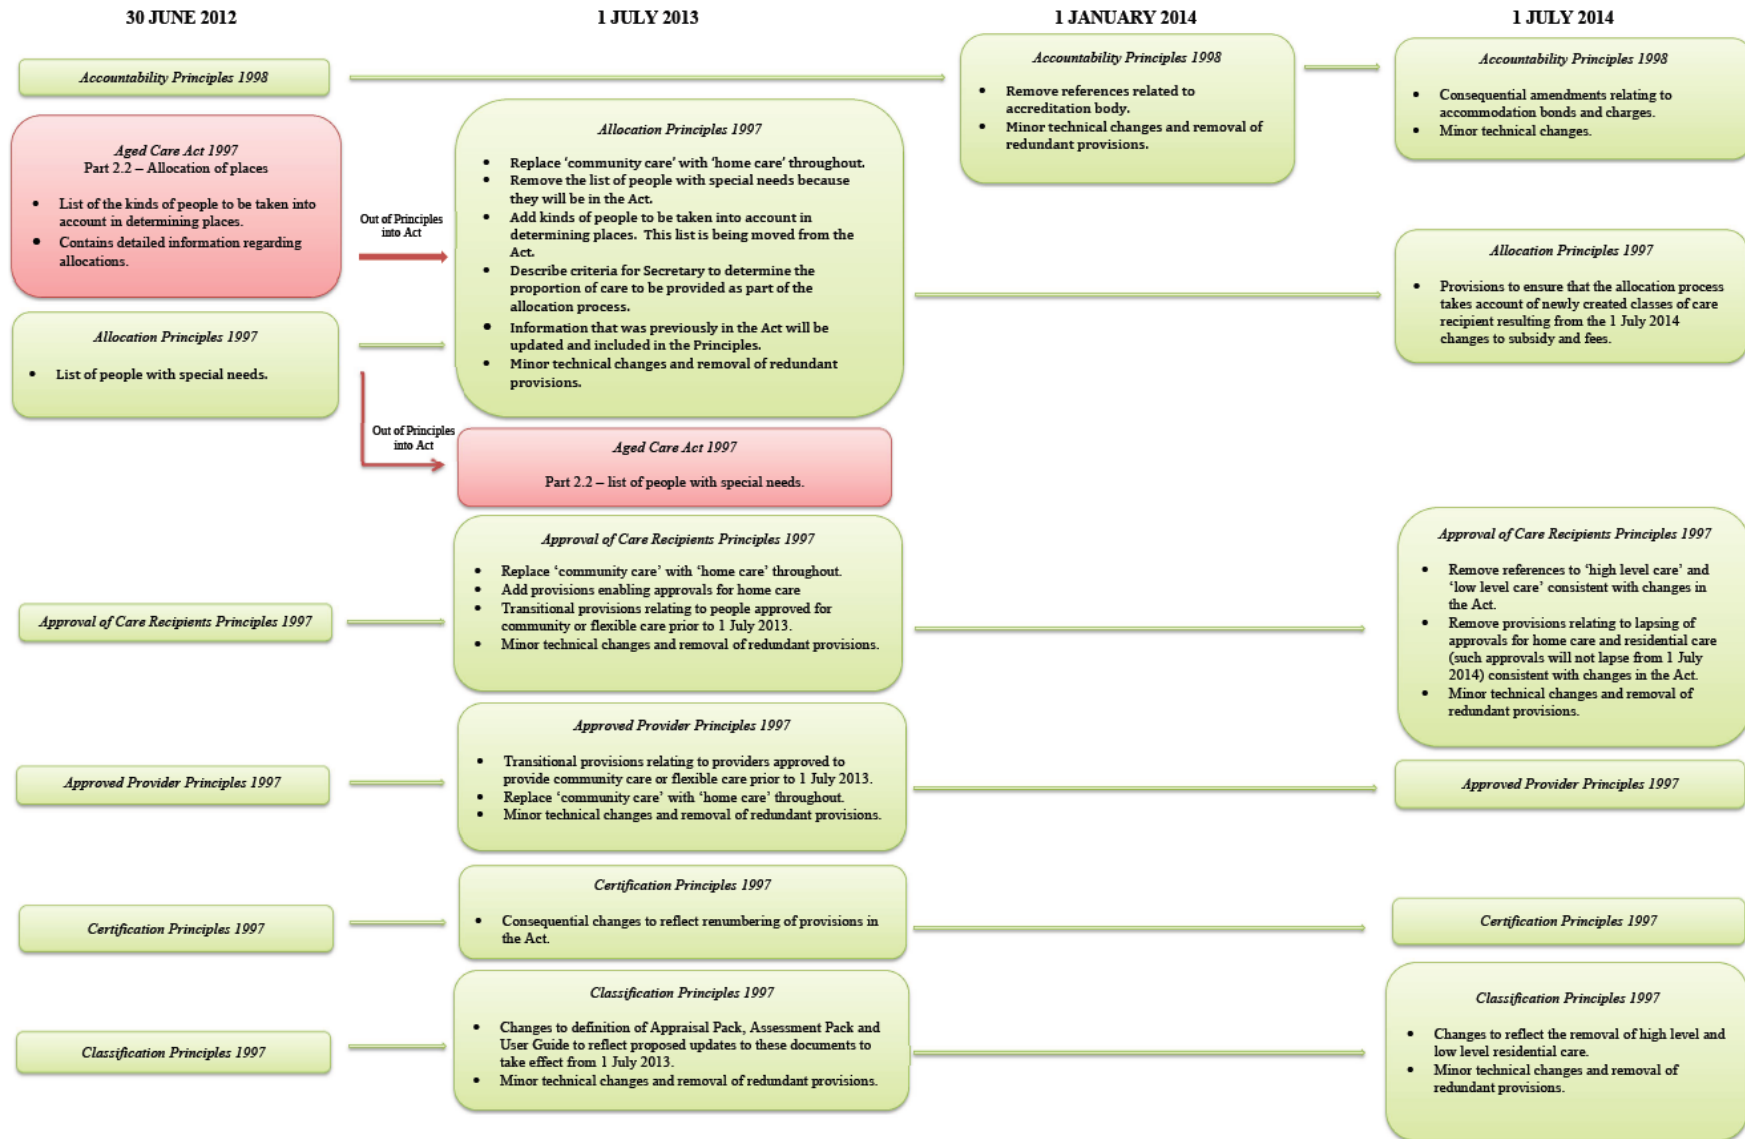 30 JUNE 2012
1 JULY 2013
1 JANUARY 2014
1 JULY 2014
Accountability Principles 1998
Accountability Principles 1998
• Remove references related to
accreditation body.
• Minor technical changes and removal of
redundant provisions.
Accountability Principles 1998
• Consequential amendments relating to
accommodation bonds and charges.
• Minor technical changes.
Aged Care Act 1997
Part 2.2 – Allocation of places
• List of the kinds of people to be taken into
account in determining places.
• Contains detailed information regarding
allocations.
Out of Principles
into Act
Allocation Principles 1997
• Replace ‘community care’ with ‘home care’ throughout.
• Remove the list of people with special needs because
they will be in the Act.
• Add kinds of people to be taken into account in
determining places. This list is being moved from the
Act.
• Describe criteria for Secretary to determine the
proportion of care to be provided as part of the
allocation process.
• Information that was previously in the Act will be
updated and included in the Principles.
• Minor technical changes and removal of redundant
provisions.
Allocation Principles 1997
• Provisions to ensure that the allocation process
takes account of newly created classes of care
recipient resulting from the 1 July 2014
changes to subsidy and fees.
Allocation Principles 1997
• List of people with special needs.
Out of Principles
into Act
Aged Care Act 1997
Part 2.2 – list of people with special needs.
Approval of Care Recipients Principles 1997
Approval of Care Recipients Principles 1997
• Replace ‘community care’ with ‘home care’ throughout.
• Add provisions enabling approvals for home care
• Transitional provisions relating to people approved for
community or flexible care prior to 1 July 2013.
• Minor technical changes and removal of redundant provisions.
Approval of Care Recipients Principles 1997
• Remove references to ‘high level care’ and
‘low level care’ consistent with changes in
the Act.
• Remove provisions relating to lapsing of
approvals for home care and residential care
(such approvals will not lapse from 1 July
2014) consistent with changes in the Act.
• Minor technical changes and removal of
redundant provisions.
Approved Provider Principles 1997
Approved Provider Principles 1997
• Transitional provisions relating to providers approved to
provide community care or flexible care prior to 1 July 2013.
• Replace ‘community care’ with ‘home care’ throughout.
• Minor technical changes and removal of redundant provisions.
Approved Provider Principles 1997
Certification Principles 1997
Certification Principles 1997
• Consequential changes to reflect renumbering of provisions in
the Act.
Certification Principles 1997
Classification Principles 1997
Classification Principles 1997
• Changes to definition of Appraisal Pack, Assessment Pack and
User Guide to reflect proposed updates to these documents to
take effect from 1 July 2013.
• Minor technical changes and removal of redundant provisions.
Classification Principles 1997
• Changes to reflect the removal of high level and
low level residential care.
• Minor technical changes and removal of
redundant provisions.